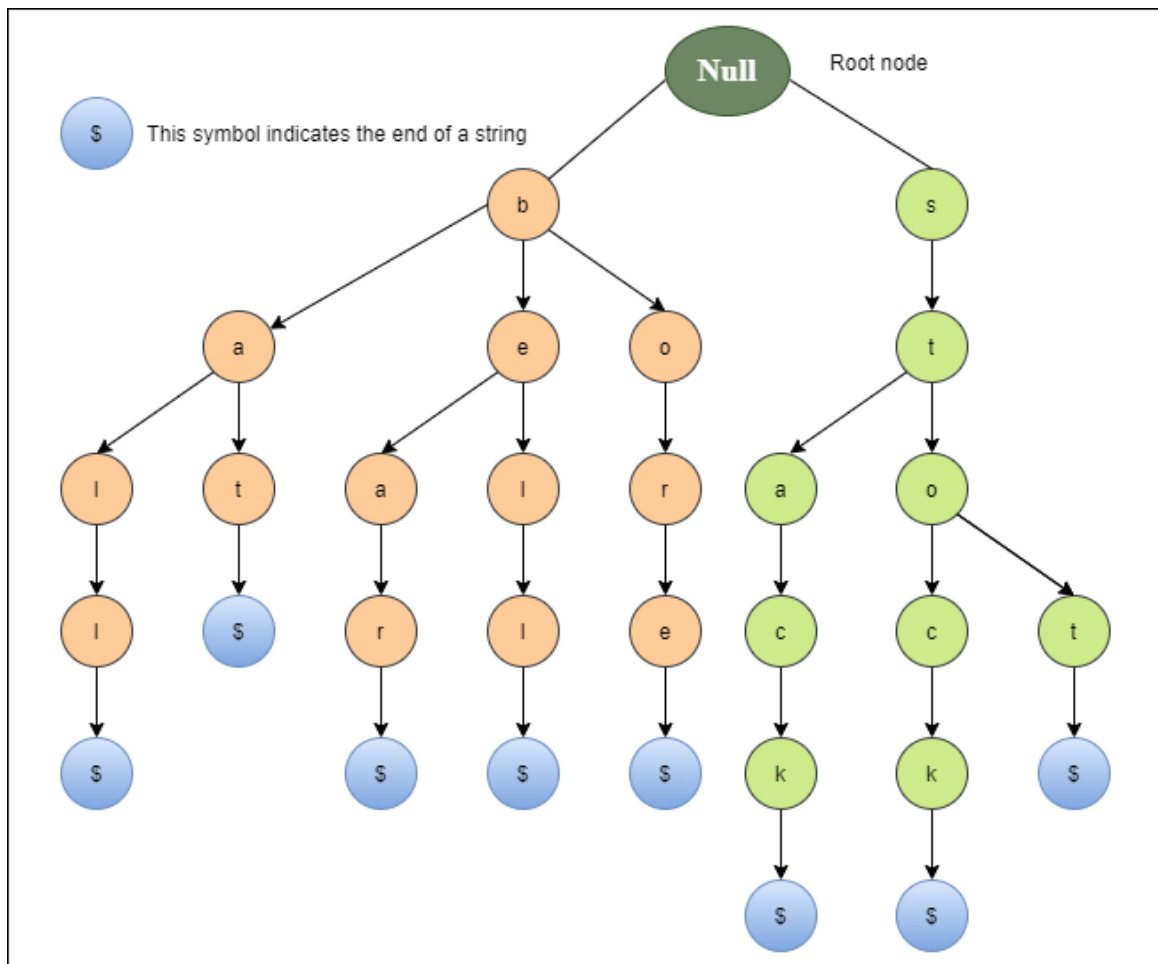 Null
Root node
$ This symbol indicates the end of a string
b s
a e o t
l t a l r a o
l $ r l e c c t
$ $ $ $ k k $
$ $